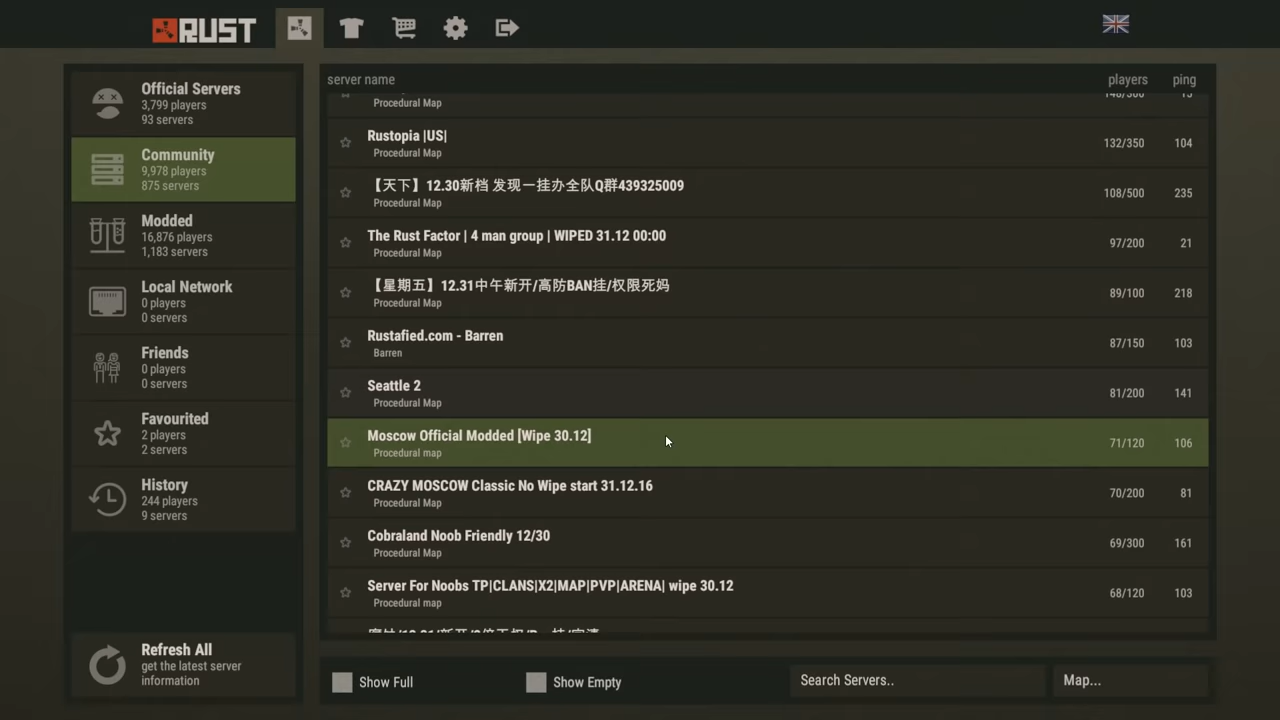 RUST
Official Servers
3,799 players
93 servers
Community
9,978 players
875 servers
Modded
16,876 players
1,183 servers
Local Network
0 players
0 servers
Friends
0 players
0 servers
Favourited
2 players
2 servers
History
244 players
9 servers
Refresh All
get the latest server
information
server name players ping
Procedural Map
Rustopia |US| 132/350 104
Procedural Map
【天下】12.30新档 发现一挂办全队Q群439325009 108/500 235
Procedural Map
The Rust Factor | 4 man group | WIPED 31.12 00:00 97/200 21
Procedural Map
【星期五】12.31中午新开/高防BAN挂/权限死妈 89/100 218
Procedural Map
Rustafied.com - Barren 87/150 103
Barren
Seattle 2 81/200 141
Procedural Map
Moscow Official Modded [Wipe 30.12] 71/120 106
Procedural map
CRAZY MOSCOW Classic No Wipe start 31.12.16 70/200 81
Procedural Map
Cobraland Noob Friendly 12/30 69/300 161
Procedural Map
Server For Noobs TP|CLANS|X2|MAP|PVP|ARENA| wipe 30.12 68/120 103
Procedural map
Show Full
Show Empty
Search Servers..
Map...